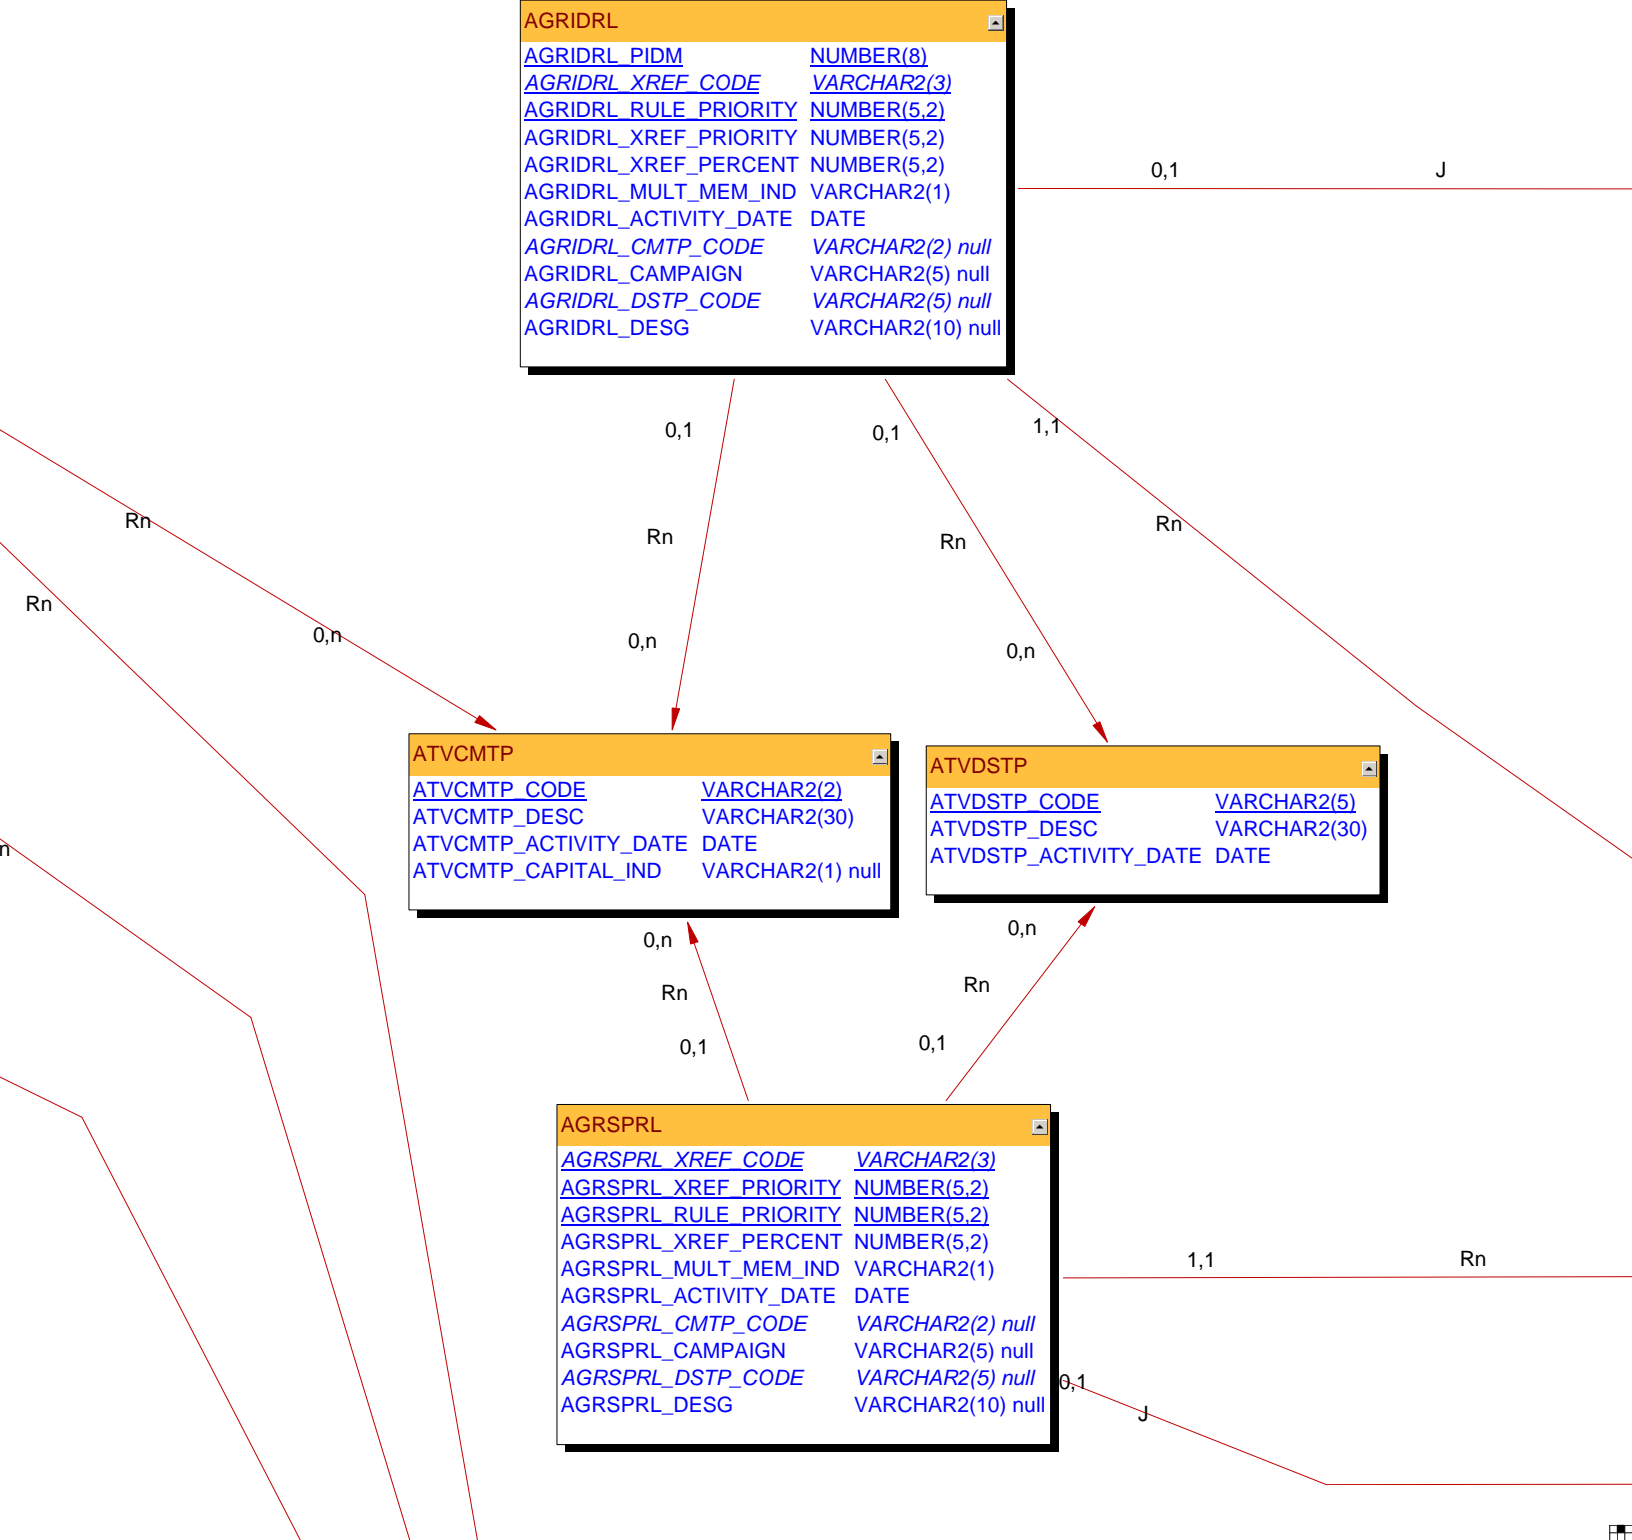 AGRIDRL
AGRIDRL_PIDM NUMBER(8)
AGRIDRL_XREF_CODE VARCHAR2(3)
AGRIDRL_RULE_PRIORITY NUMBER(5,2)
AGRIDRL_XREF_PRIORITY NUMBER(5,2)
AGRIDRL_XREF_PERCENT NUMBER(5,2)
AGRIDRL_MULT_MEM_IND VARCHAR2(1)
AGRIDRL_ACTIVITY_DATE DATE
AGRIDRL_CMTP_CODE VARCHAR2(2) null
AGRIDRL_CAMPAIGN VARCHAR2(5) null
AGRIDRL_DSTP_CODE VARCHAR2(5) null
AGRIDRL_DESG VARCHAR2(10) null
0,1 J
0,1 0,1 1,1
Rn Rn Rn Rn
Rn
0,n 0,n 0,n
ATVCMTP
ATVCMTP_CODE VARCHAR2(2)
ATVCMTP_DESC VARCHAR2(30)
ATVCMTP_ACTIVITY_DATE DATE
ATVCMTP_CAPITAL_IND VARCHAR2(1) null
ATVDSTP
ATVDSTP_CODE VARCHAR2(5)
ATVDSTP_DESC VARCHAR2(30)
ATVDSTP_ACTIVITY_DATE DATE
n
0,n 0,n
Rn Rn
0,1 0,1
AGRSPRL
AGRSPRL_XREF_CODE VARCHAR2(3)
AGRSPRL_XREF_PRIORITY NUMBER(5,2)
AGRSPRL_RULE_PRIORITY NUMBER(5,2)
AGRSPRL_XREF_PERCENT NUMBER(5,2)
AGRSPRL_MULT_MEM_IND VARCHAR2(1)
AGRSPRL_ACTIVITY_DATE DATE
AGRSPRL_CMTP_CODE VARCHAR2(2) null
AGRSPRL_CAMPAIGN VARCHAR2(5) null
AGRSPRL_DSTP_CODE VARCHAR2(5) null
AGRSPRL_DESG VARCHAR2(10) null
1,1 Rn
0,1
J